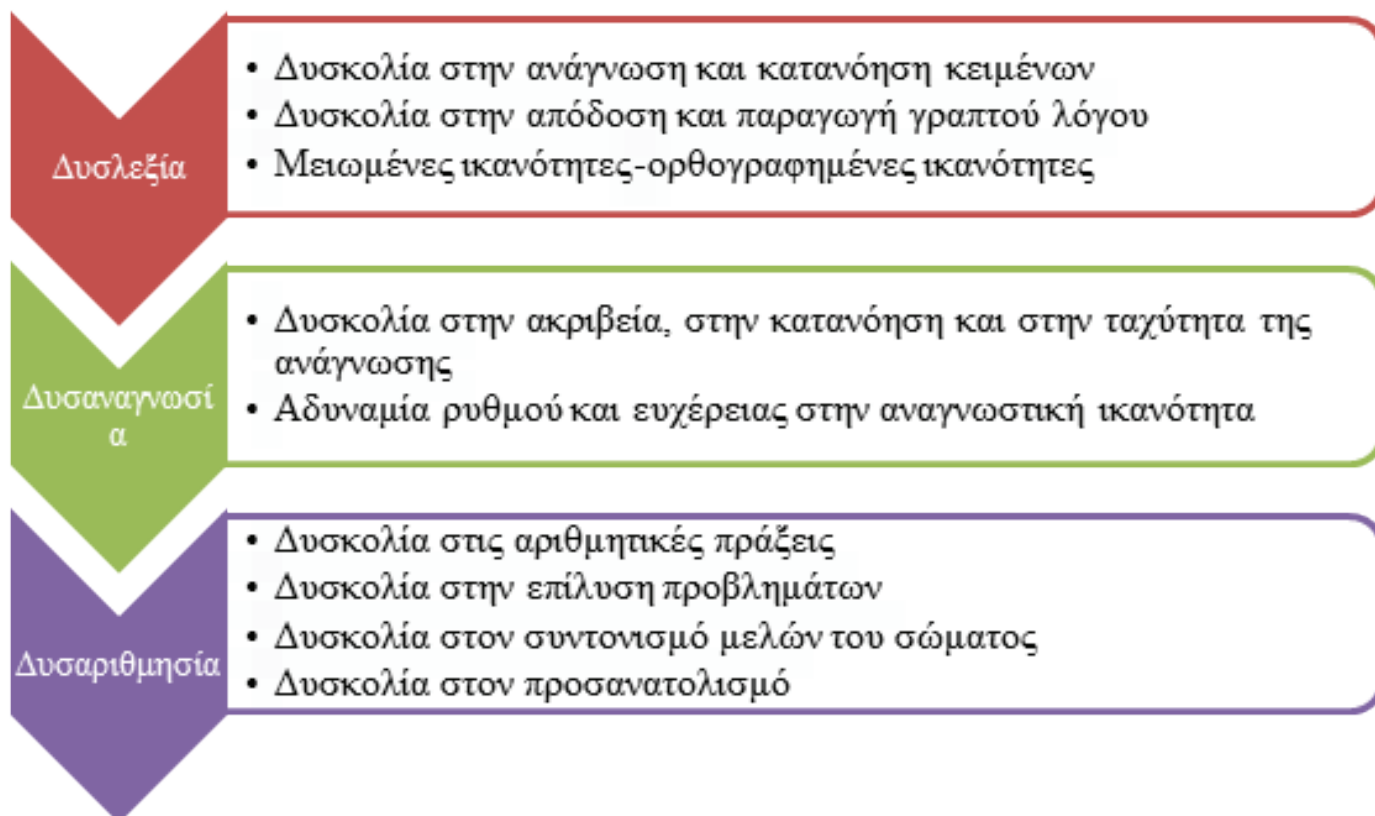 Δυσλεξία
• Δυσκολία στην ανάγνωση και κατανόηση κειμένων
• Δυσκολία στην απόδοση και παραγωγή γραπτού λόγου
• Μειωμένες ικανότητες-ορθογραφημένες ικανότητες
Δυσαναγνωσί
α
• Δυσκολία στην ακριβεία, στην κατανόηση και στην ταχύτητα της
ανάγνωσης
• Αδυναμία ρυθμού και ευχέρειας στην αναγνωστική ικανότητα
Δυσαριθμησία
• Δυσκολία στις αριθμητικές πράξεις
• Δυσκολία στην επίλυση προβλημάτων
• Δυσκολία στον συντονισμό μελών του σώματος
• Δυσκολία στον προσανατολισμό